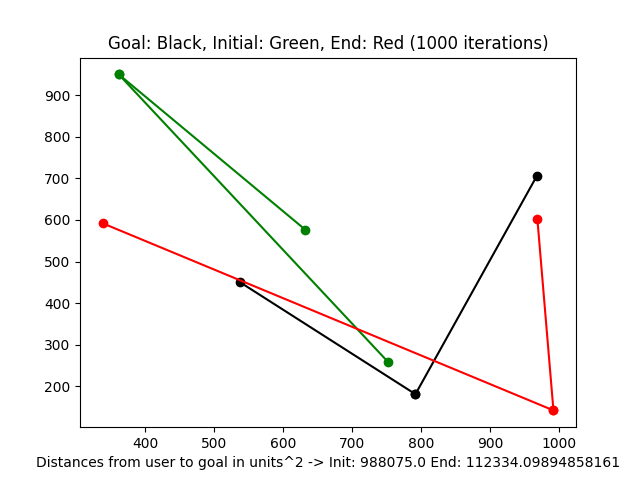 Goal: Black, Initial: Green, End: Red (1000 iterations)
900
800
700
600
500
400
300
200
400 500 600 700 800 900 1000
Distances from user to goal in units^2 -> Init: 988075.0 End: 112334.09894858161